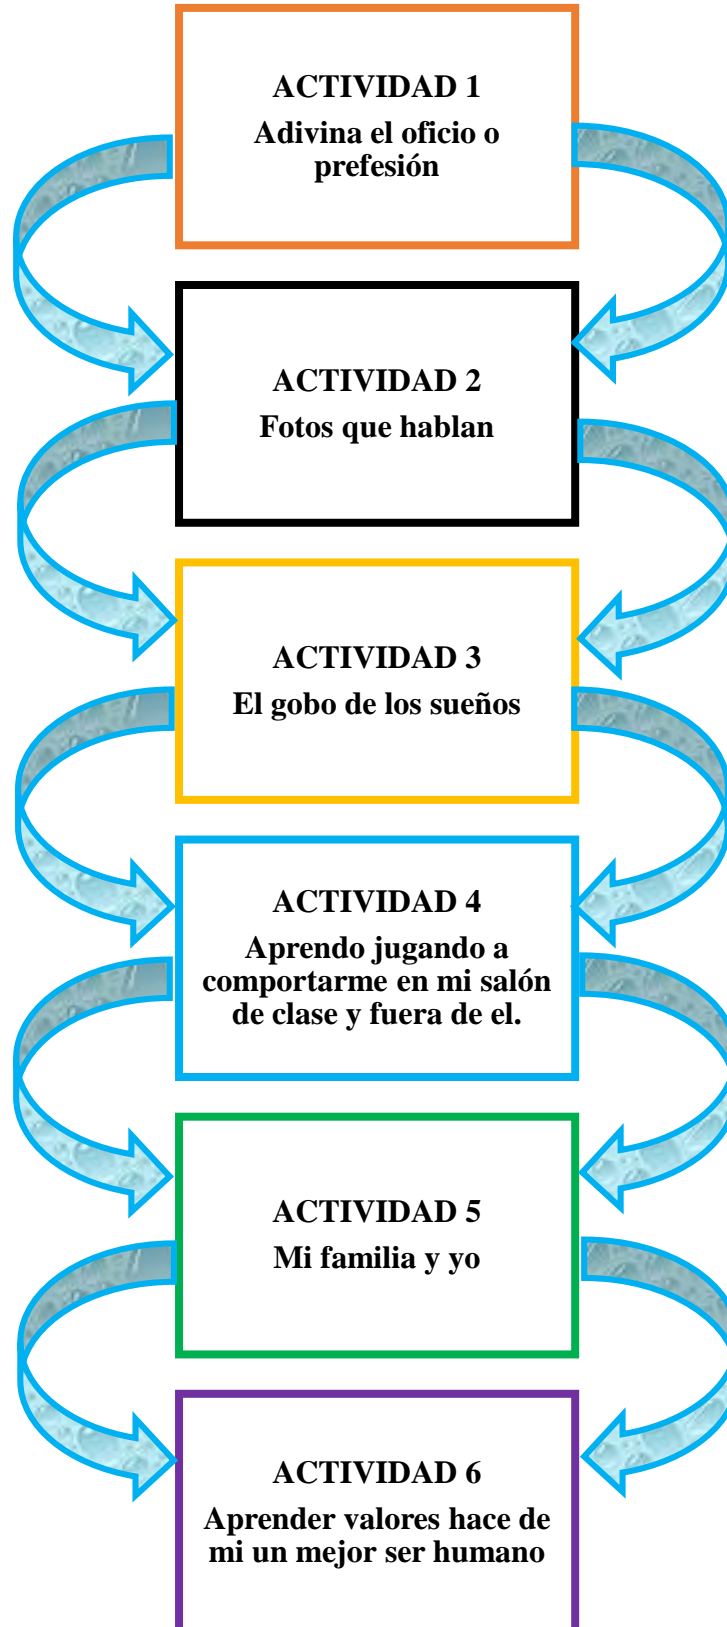 ACTIVIDAD 1
Adivina el oficio o
prefesión
ACTIVIDAD 2
Fotos que hablan
ACTIVIDAD 3
El gobo de los sueños
ACTIVIDAD 4
Aprendo jugando a
comportarme en mi salón
de clase y fuera de el.
ACTIVIDAD 5
Mi familia y yo
ACTIVIDAD 6
Aprender valores hace de
mi un mejor ser humano